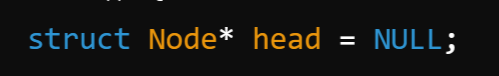 struct Node* head = NULL;